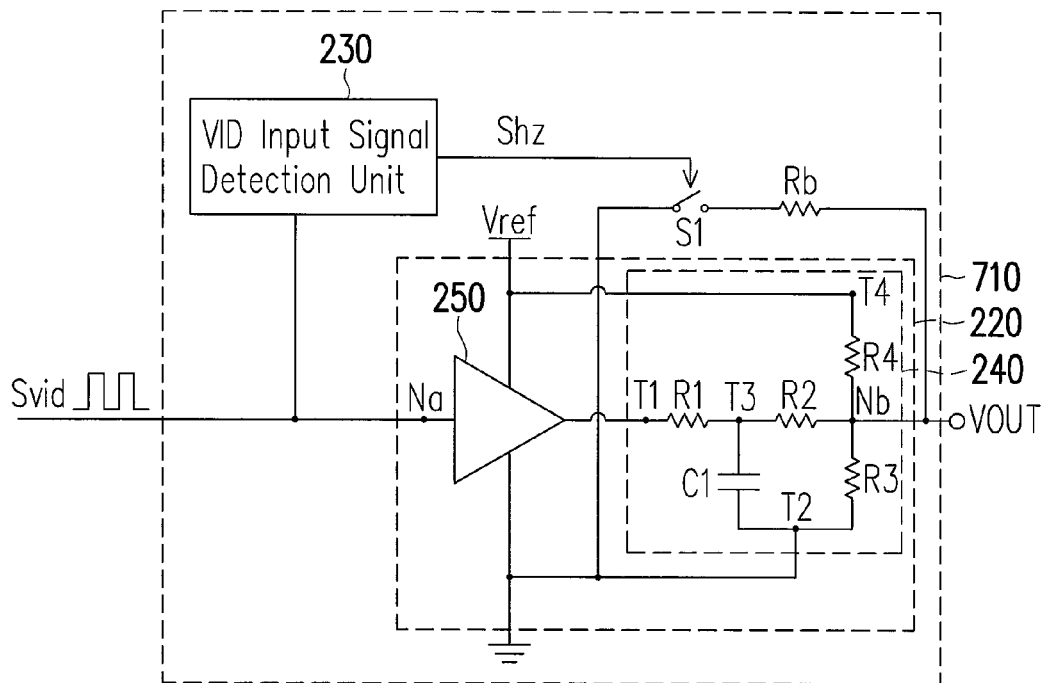 230
VID Input Signal
Detection Unit
Shz
S1
Rb
Vref
710
250
T4
220
R4
240
Svid
Na
T1
R1
T3
R2
Nb
VOUT
C1
R3
T2